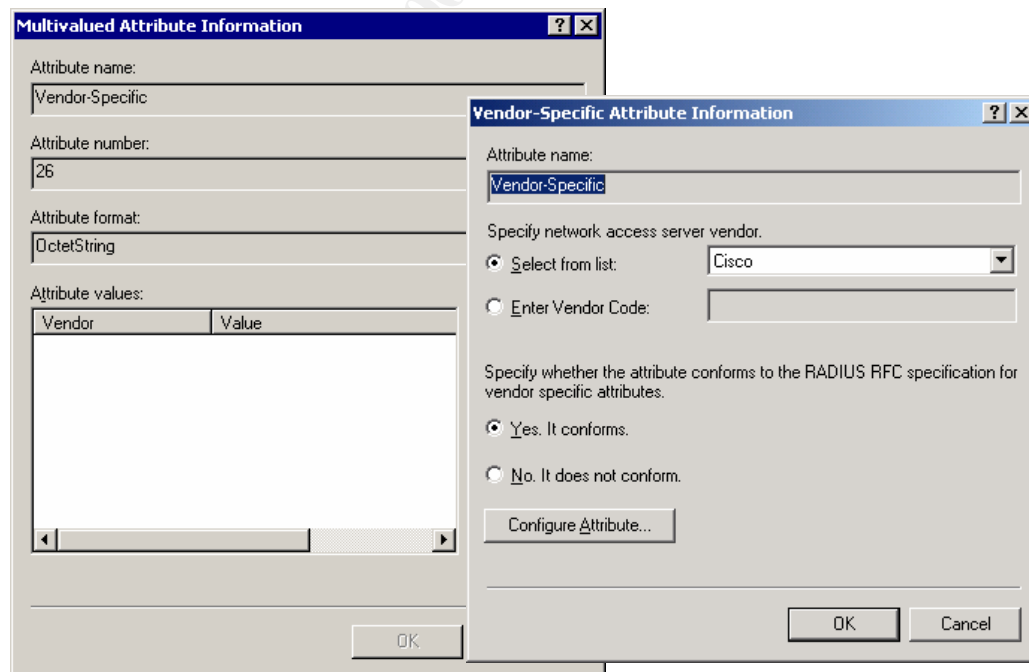 Multivalued Attribute Information
Attribute name:
Vendor-Specific
Attribute number:
26
Attribute format:
OctetString
Attribute values:
Vendor Value
OK
Vendor-Specific Attribute Information
Attribute name:
Vendor-Specific
Specify network access server vendor.
Select from list: Cisco
Enter Vendor Code:
Specify whether the attribute conforms to the RADIUS RFC specification for
vendor specific attributes.
Yes. It conforms.
No. It does not conform.
Configure Attribute...
OK Cancel